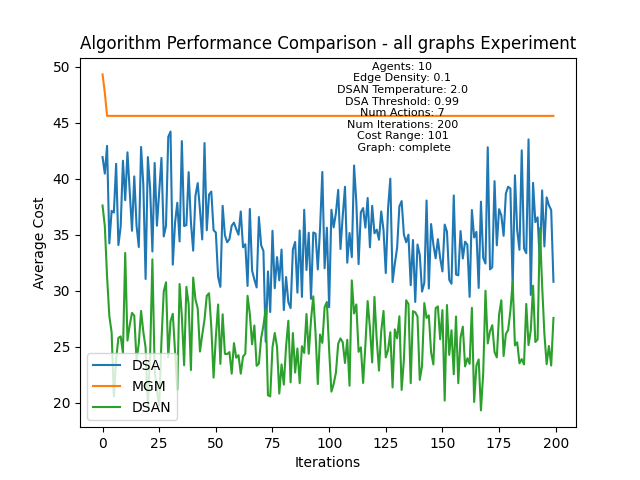 Algorithm Performance Comparison - all graphs Experiment
Agents: 10
Edge Density: 0.1
DSAN Temperature: 2.0
DSA Threshold: 0.99
Num Actions: 7
Num Iterations: 200
Cost Range: 101
Graph: complete
Average Cost
50
45
40
35
30
25
20
DSA
MGM
DSAN
0
25
50
75
100
125
150
175
200
Iterations